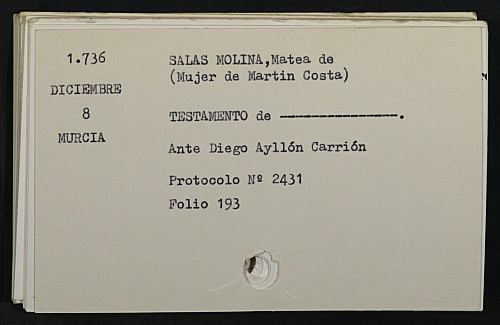 1.736
DICIEMBRE
8
MURCIA
SALAS MOLINA,Matea de
(Mujer de Martin Costa)
TESTAMENTO de ----------------.
Ante Diego Ayllón Carrión
Protocolo Nº 2431
Folio 193